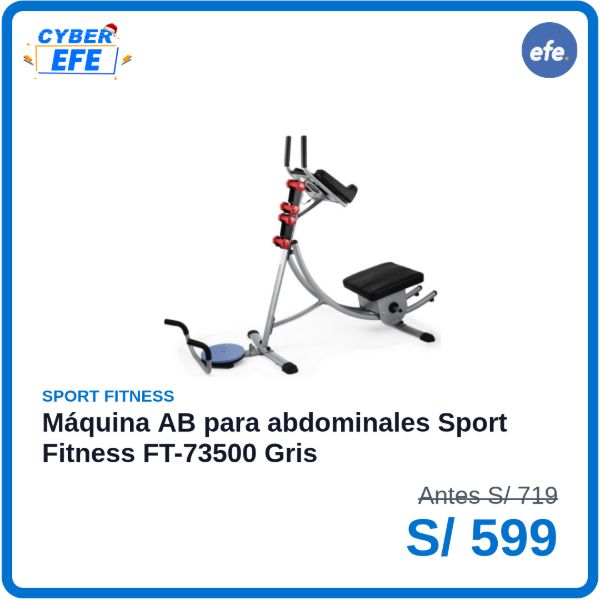 CYBER
EFE
efe.
SPORT FITNESS
Máquina AB para abdominales Sport
Fitness FT-73500 Gris
Antes S/ 719
S/ 599